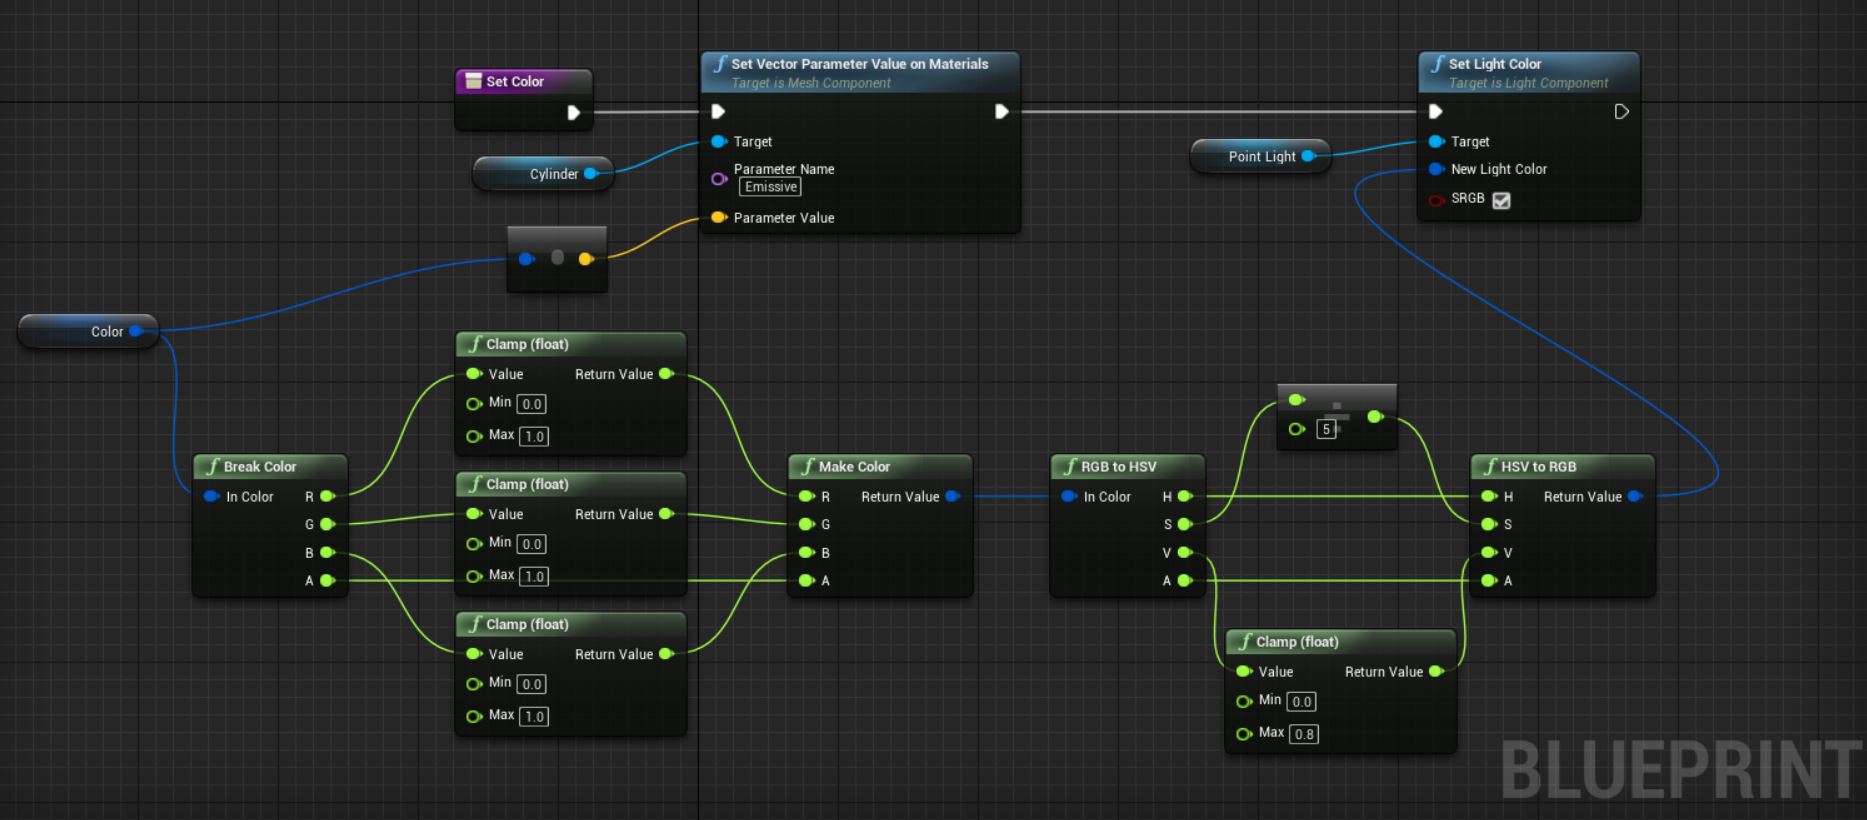 Set Color
Set Vector Parameter Value on Materials
Target is Mesh Component
Target
Parameter Name
Emissive
Parameter Value
Cylinder
Set Light Color
Target is Light Component
Target
New Light Color
SRGB
Point Light
Color
Break Color
In Color R
G
B
A
Clamp (float)
Value Return Value
Min 0.0
Max 1.0
Clamp (float)
Value Return Value
Min 0.0
Max 1.0
Clamp (float)
Value Return Value
Min 0.0
Max 1.0
Make Color
R Return Value
G
B
A
RGB to HSV
In Color H
S
V
A
÷
5
Clamp (float)
Value Return Value
Min 0.0
Max 0.8
HSV to RGB
H Return Value
S
V
A
BLUEPRINT